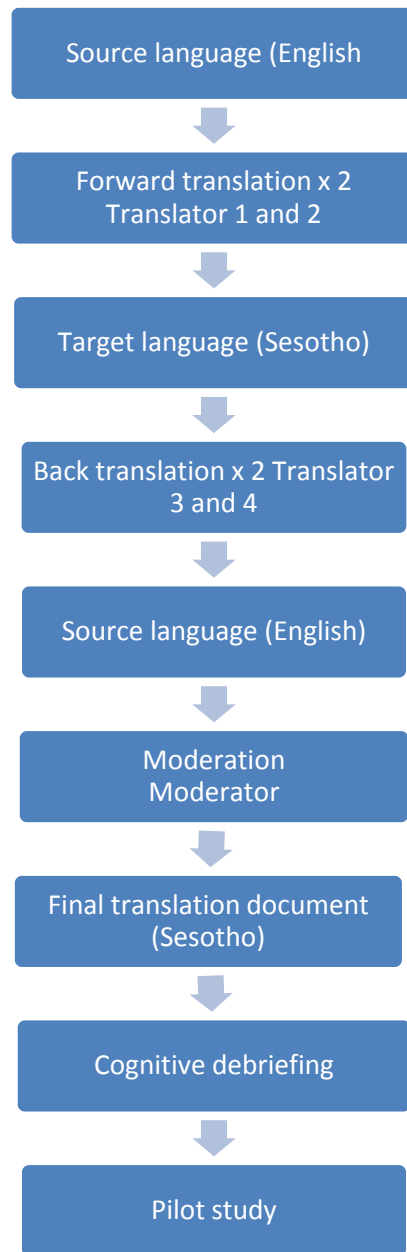 Source language (English
Forward translation x 2
Translator 1 and 2
Target language (Sesotho)
Back translation x 2 Translator
3 and 4
Source language (English)
Moderation
Moderator
Final translation document
(Sesotho)
Cognitive debriefing
Pilot study